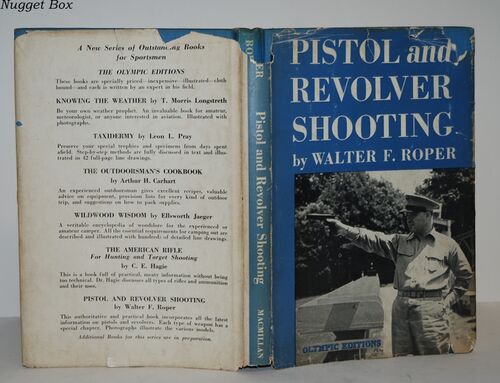 Nugget Box
A New Series of Outstanding Books
for Sportsmen
THE OLYMPIC EDITIONS
These books are specially priced—inexpensive—illustrated—cloth
bound—and each is written by an expert in his field.
KNOWING THE WEATHER by T. Morris Longstreth
Be your own weather prophet. An invaluable book for amateur,
meteorologist, or anyone interested in aviation. Illustrated with
photographs.
TAXIDERMY by Leon L. Pray
Preserve your special trophies and specimens from days spent
afield. Step-by-step methods are fully discussed in text and illus-
trated in 42 full-page line drawings.
THE OUTDOORSMAN'S COOKBOOK
by Arthur H. Carhart
An experienced outdoorsman gives excellent recipes, valuable
advice on equipment, provision lists for every kind of outdoor
trip, and suggestions on how to pack supplies.
WILDWOOD WISDOM by Ellsworth Jaeger
A veritable encyclopedia of woodlore for the experienced or
amateur camper. All the essential requirements for camping out are
described and illustrated with hundreds of detailed line drawings.
THE AMERICAN RIFLE
For Hunting and Target Shooting
by C. E. Hagie
This is a book full of practical, meaty information without being
too technical. Dr. Hagie discusses all types of rifles and ammunition
and their uses.
PISTOL AND REVOLVER SHOOTING
by Walter F. Roper
This authoritative and practical book incorporates all the latest
information on pistols and revolvers. Each type of weapon has a
special chapter. Photographs illustrate the various models.
Additional Books for this series are in preparation.
Pistol and Revolver Shooting
MACMILLAN
PISTOL and
REVOLVER
SHOOTING
by WALTER F. ROPER
OLYMPIC EDITIONS